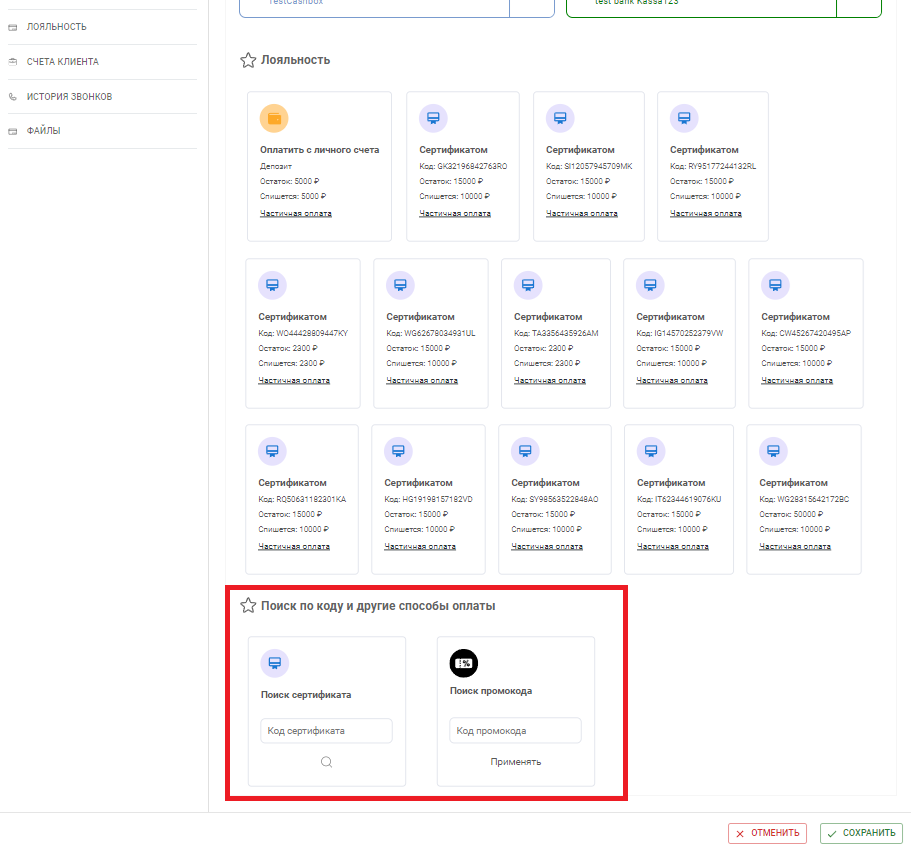 TestCashbox
test bank Kassa123
ЛОЯЛЬНОСТЬ
СЧЕТА КЛИЕНТА
ИСТОРИЯ ЗВОНКОВ
ФАЙЛЫ
Лояльность
Оплатить с личного счета
Депозит
Остаток: 5000 ₽
Спишется: 5000 ₽
Частичная оплата
Сертификатом
Код: GK32196842763RO
Остаток: 15000 ₽
Спишется: 10000 ₽
Частичная оплата
Сертификатом
Код: SI12057945709MK
Остаток: 15000 ₽
Спишется: 10000 ₽
Частичная оплата
Сертификатом
Код: RY95177244132RL
Остаток: 15000 ₽
Спишется: 10000 ₽
Частичная оплата
Сертификатом
Код: WO44428809447KY
Остаток: 2300 ₽
Спишется: 2300 ₽
Частичная оплата
Сертификатом
Код: WG62678034931UL
Остаток: 15000 ₽
Спишется: 10000 ₽
Частичная оплата
Сертификатом
Код: TA3356435926AM
Остаток: 2300 ₽
Спишется: 2300 ₽
Частичная оплата
Сертификатом
Код: IG14570252379VW
Остаток: 15000 ₽
Спишется: 10000 ₽
Частичная оплата
Сертификатом
Код: CW45267420495AP
Остаток: 15000 ₽
Спишется: 10000 ₽
Частичная оплата
Сертификатом
Код: RQ50631182301KA
Остаток: 15000 ₽
Спишется: 10000 ₽
Частичная оплата
Сертификатом
Код: HG19198157182VD
Остаток: 15000 ₽
Спишется: 10000 ₽
Частичная оплата
Сертификатом
Код: SY98563522848AO
Остаток: 15000 ₽
Спишется: 10000 ₽
Частичная оплата
Сертификатом
Код: IT62344619076KU
Остаток: 15000 ₽
Спишется: 10000 ₽
Частичная оплата
Сертификатом
Код: WG28315642172BC
Остаток: 50000 ₽
Спишется: 10000 ₽
Частичная оплата
Поиск по коду и другие способы оплаты
Поиск сертификата
Код сертификата
Поиск промокода
Код промокода
Применять
ОТМЕНИТЬ
СОХРАНИТЬ